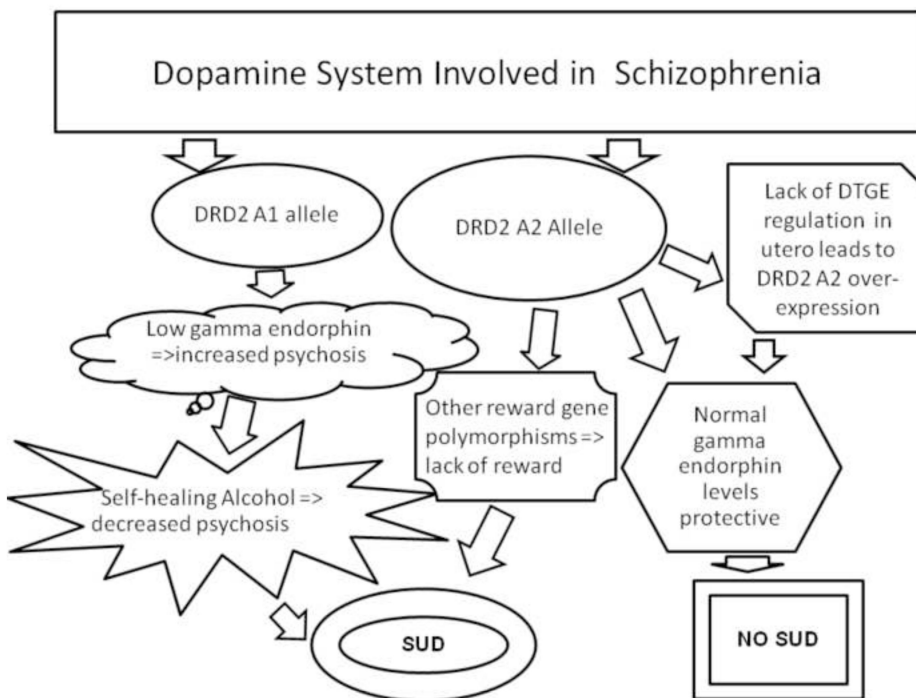 Dopamine System Involved in Schizophrenia
DRD2 A1 allele
DRD2 A2 Allele
Lack of DTGE
regulation in
utero leads to
DRD2 A2 over-
expression
Low gamma endorphin
=>increased psychosis
Other reward gene
polymorphisms =>
lack of reward
Normal
gamma
endorphin
levels
protective
Self-healing Alcohol =>
decreased psychosis
SUD
NO SUD